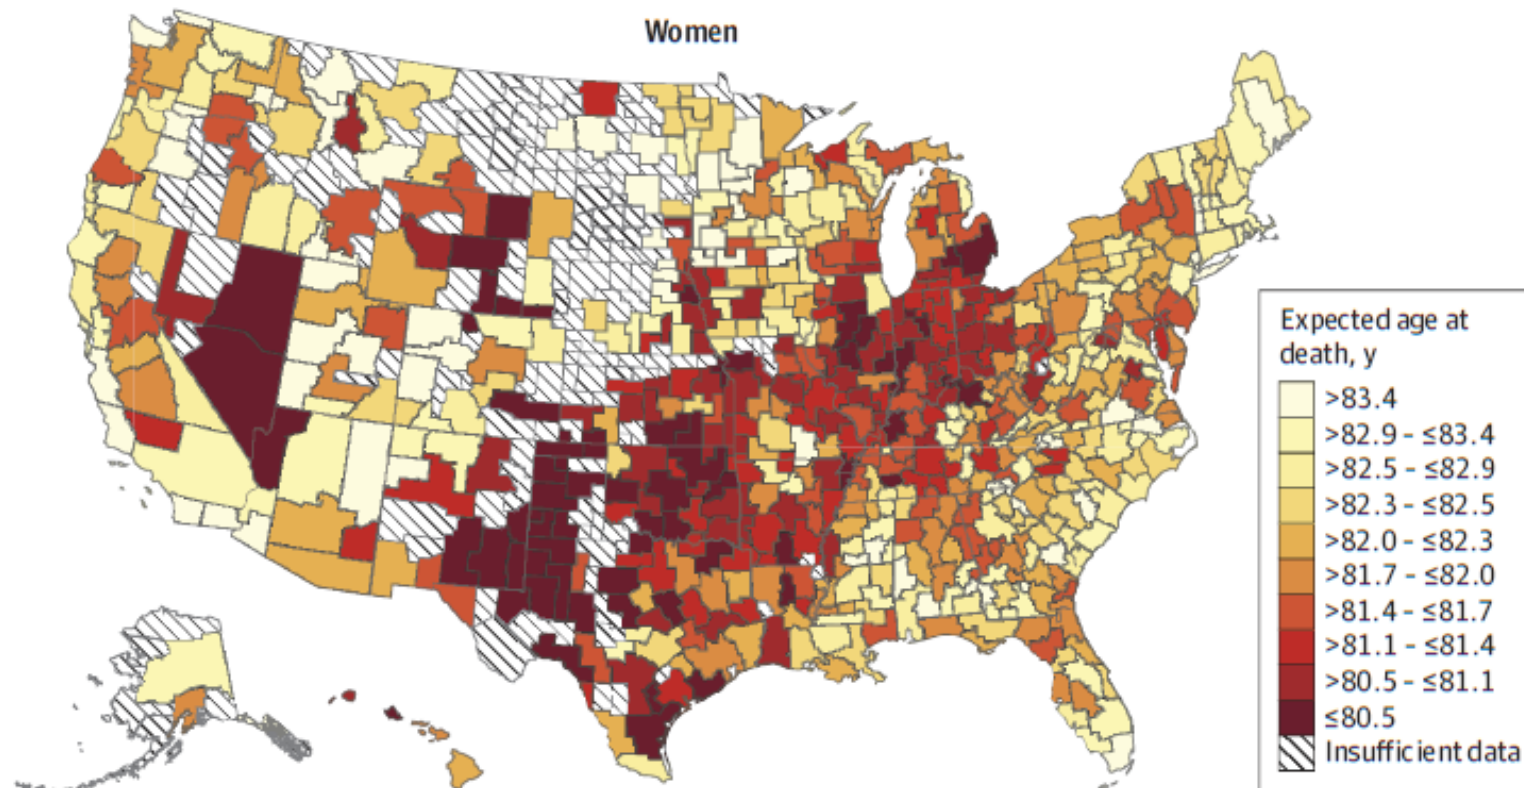 Women
Expected age at
death, y
>83.4
>82.9 - ≤83.4
>82.5 - ≤82.9
>82.3 - ≤82.5
>82.0 - ≤82.3
>81.7 - ≤82.0
>81.4 - ≤81.7
>81.1 - ≤81.4
>80.5 - ≤81.1
≤80.5
Insufficient data